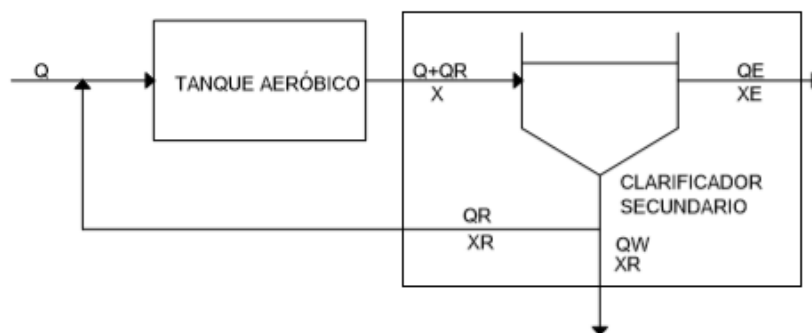 Q
TANQUE AERÓBICO
Q+QR
X
QE
XE
CLARIFICADOR
SECUNDARIO
QR
XR
QW
XR